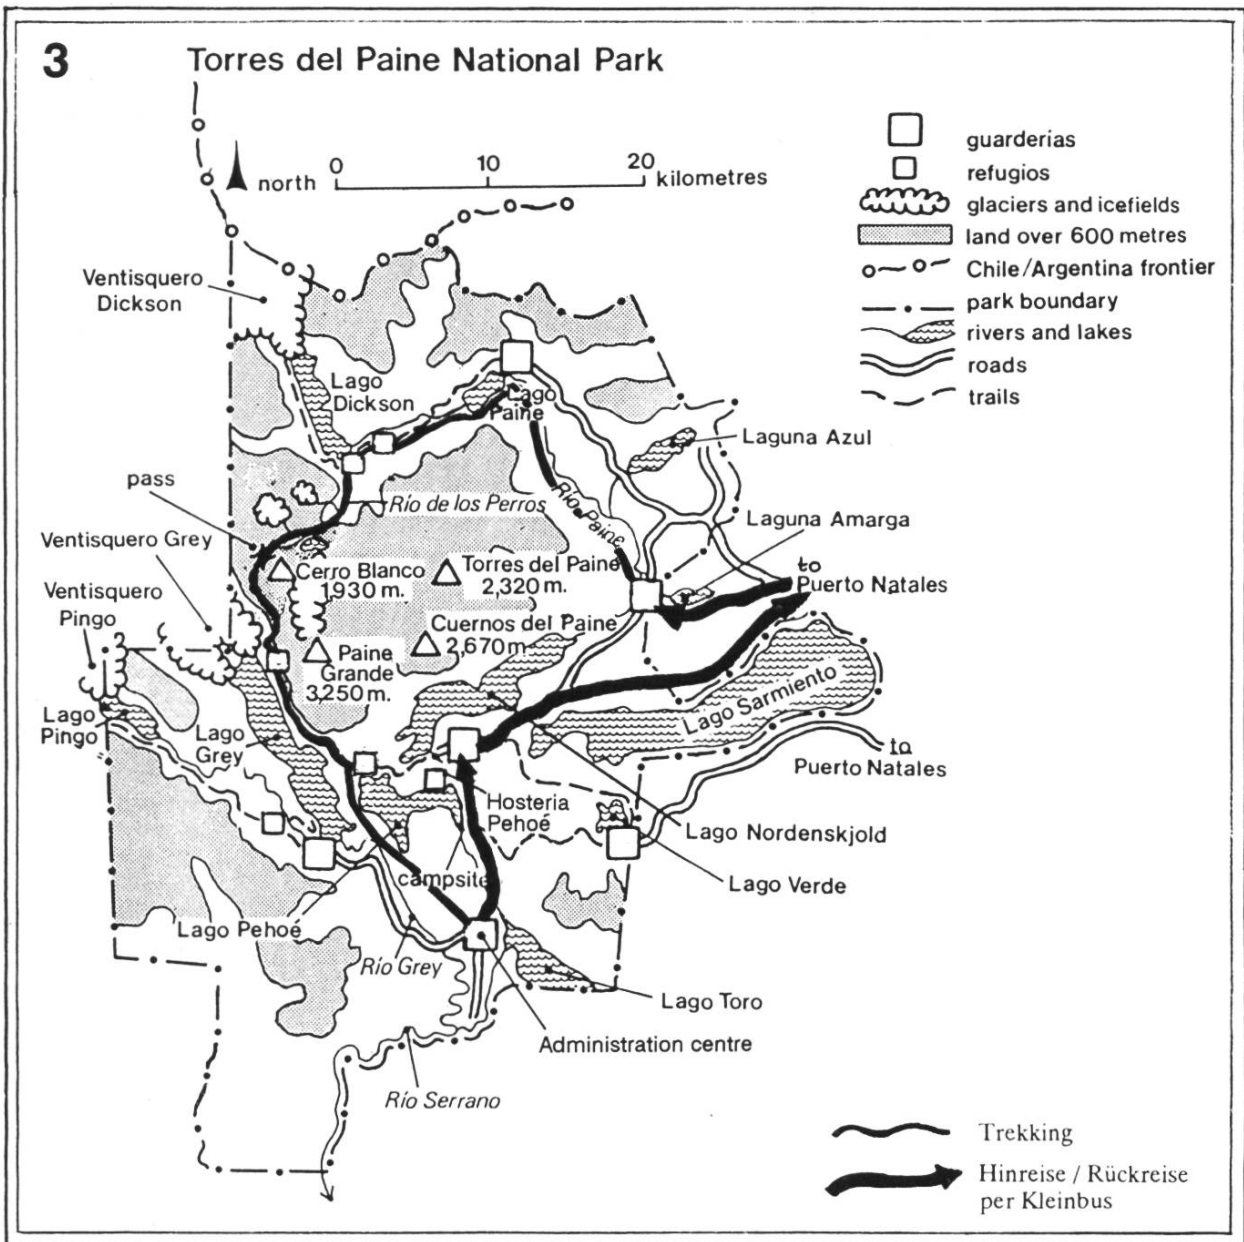 3
Torres del Paine National Park
north
0
10
20
kilometres
guarderias
refugios
glaciers and icefields
land over 600 metres
Chile/Argentina frontier
park boundary
rivers and lakes
roads
trails
Ventisquero
Dickson
Lago
Dickson
Lago
Paine
Laguna Azul
pass
Río de los Perros
Río Paine
Laguna Amarga
Ventisquero Grey
Cerro Blanco
1930 m.
Torres del Paine
2,320 m.
to
Puerto Natales
Ventisquero
Pingo
Cuernos del Paine
2,670 m
Paine
Grande
3,250 m.
Lago
Pingo
Lago
Grey
Lago Sarmiento
to
Puerto Natales
Hosteria
Pehoé
Lago Nordenskjold
campsite
Lago Verde
Lago Pehoé
Río Grey
Lago Toro
Administration centre
Río Serrano
Trekking
Hinreise / Rückreise
per Kleinbus